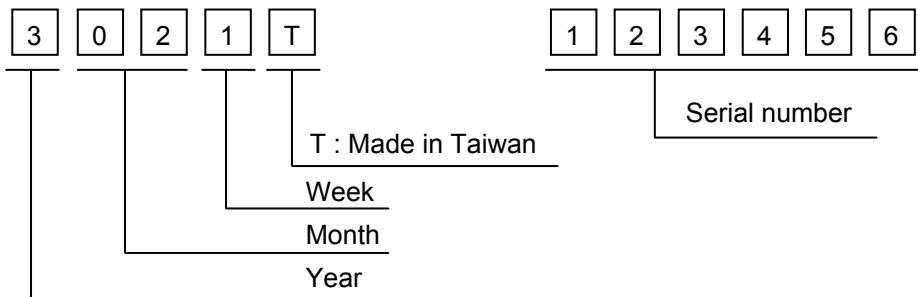 3 0 2 1 T 1 2 3 4 5 6
Serial number
T : Made in Taiwan
Week
Month
Year